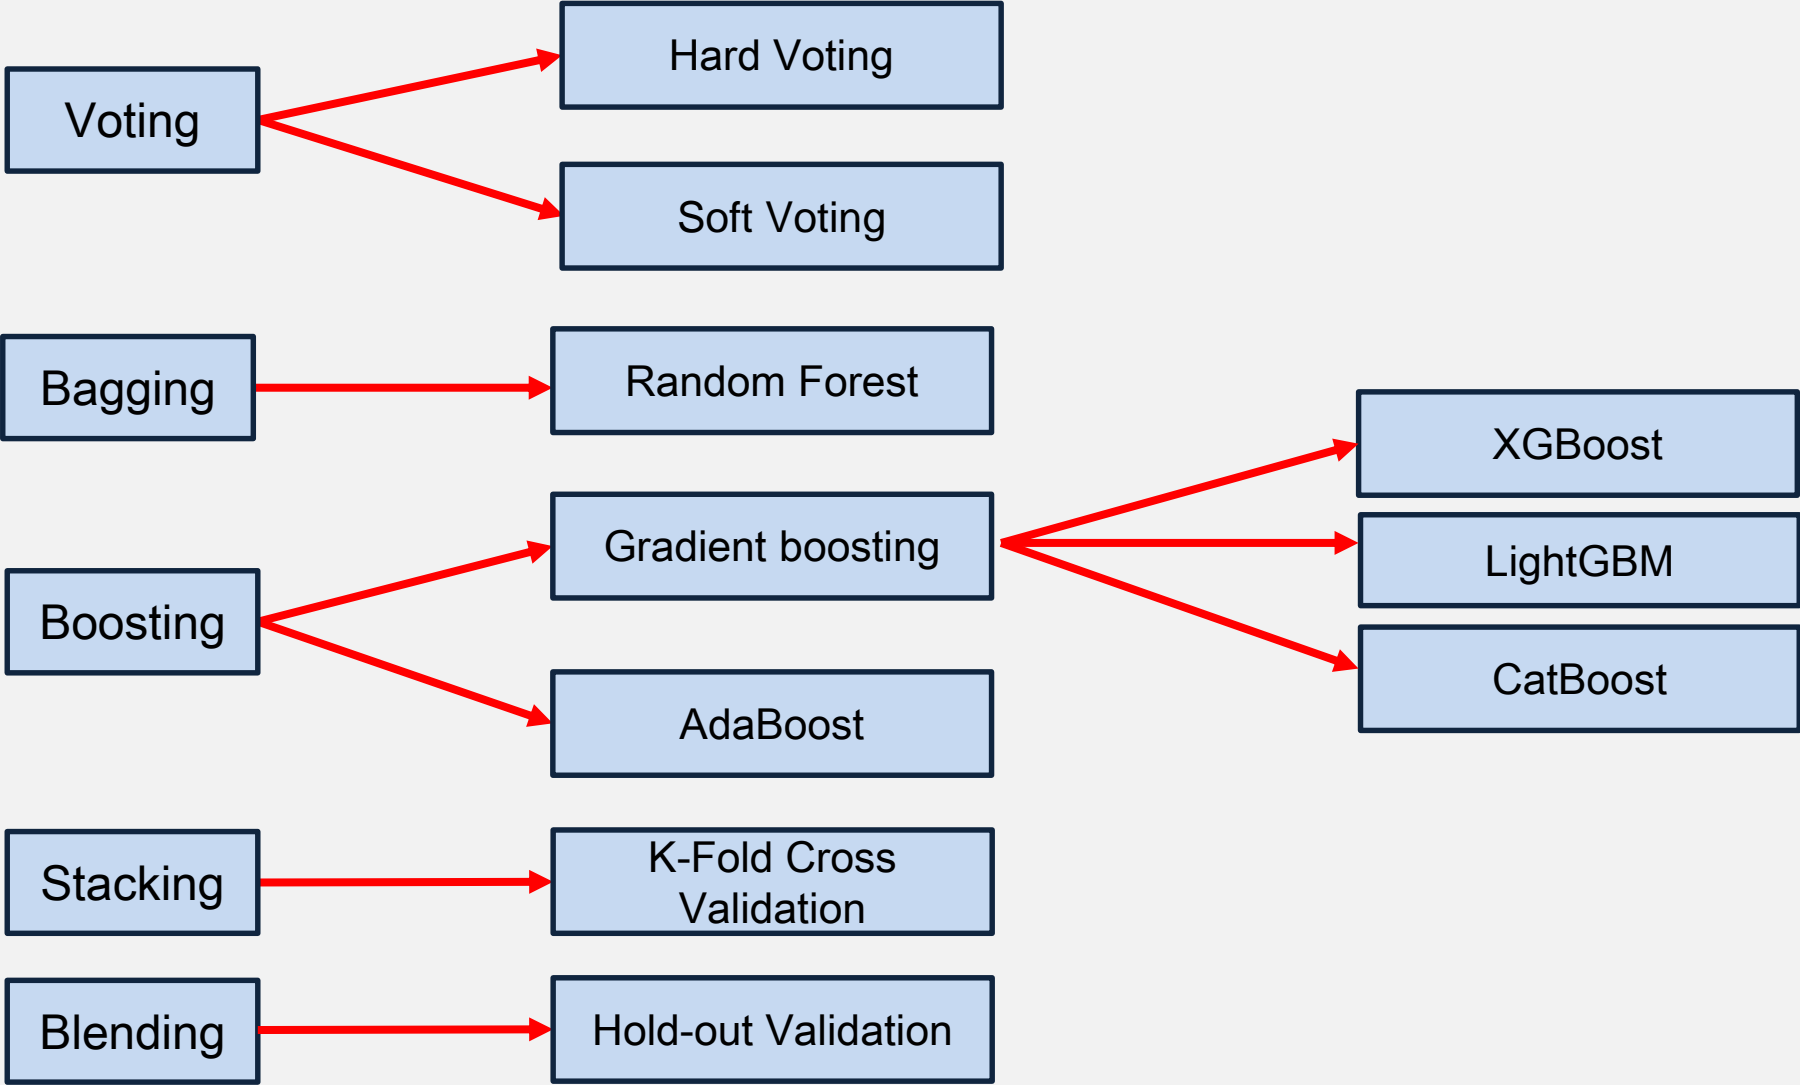 Voting
Hard Voting
Soft Voting
Bagging
Random Forest
Boosting
Gradient boosting
AdaBoost
XGBoost
LightGBM
CatBoost
Stacking
K-Fold Cross
Validation
Blending
Hold-out Validation